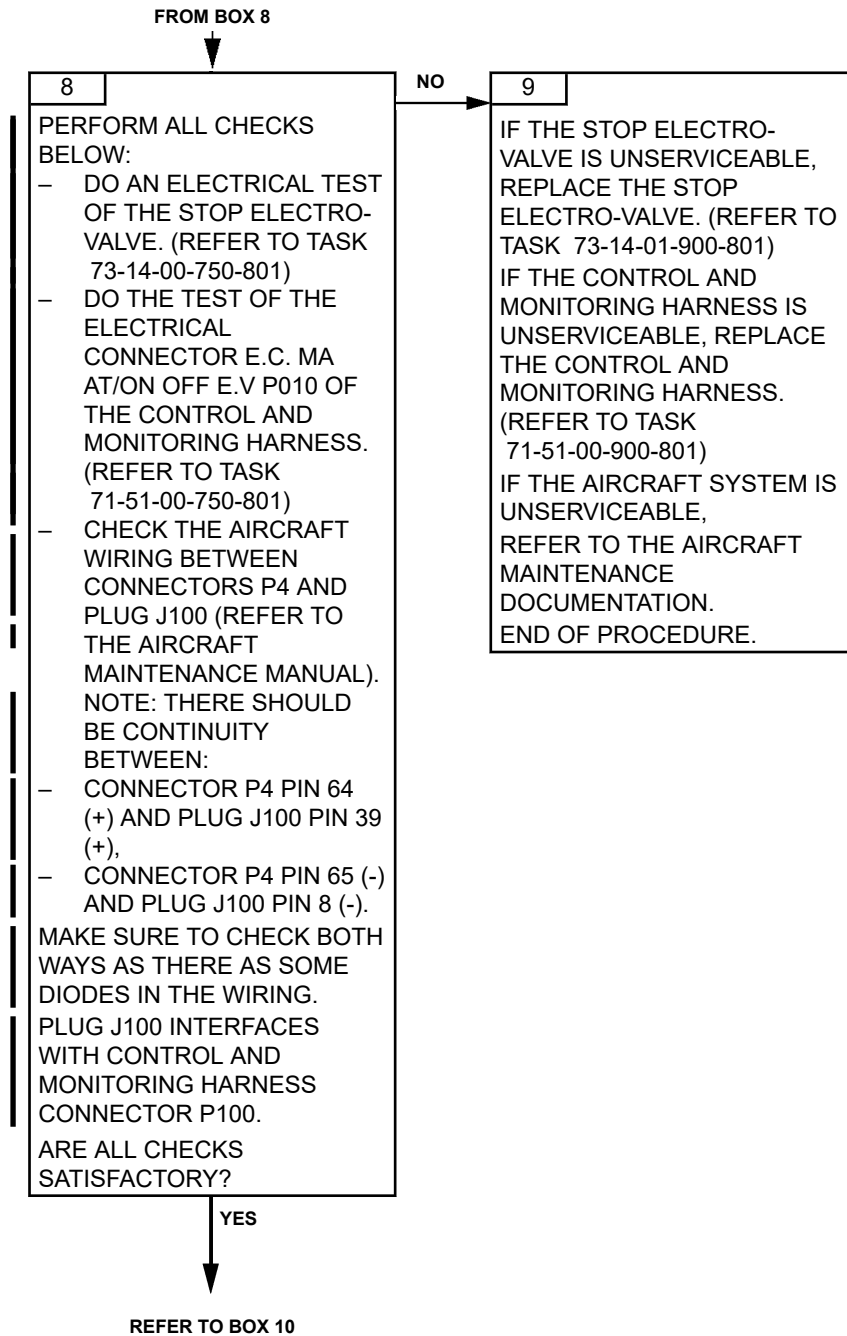 FROM BOX 8
8
PERFORM ALL CHECKS
BELOW:
– DO AN ELECTRICAL TEST
OF THE STOP ELECTRO-
VALVE. (REFER TO TASK
73-14-00-750-801)
– DO THE TEST OF THE
ELECTRICAL
CONNECTOR E.C. MA
AT/ON OFF E.V P010 OF
THE CONTROL AND
MONITORING HARNESS.
(REFER TO TASK
71-51-00-750-801)
– CHECK THE AIRCRAFT
WIRING BETWEEN
CONNECTORS P4 AND
PLUG J100 (REFER TO
THE AIRCRAFT
MAINTENANCE MANUAL).
NOTE: THERE SHOULD
BE CONTINUITY
BETWEEN:
– CONNECTOR P4 PIN 64
(+) AND PLUG J100 PIN 39
(+),
– CONNECTOR P4 PIN 65 (-)
AND PLUG J100 PIN 8 (-).
MAKE SURE TO CHECK BOTH
WAYS AS THERE AS SOME
DIODES IN THE WIRING.
PLUG J100 INTERFACES
WITH CONTROL AND
MONITORING HARNESS
CONNECTOR P100.
ARE ALL CHECKS
SATISFACTORY?
NO
9
IF THE STOP ELECTRO-
VALVE IS UNSERVICEABLE,
REPLACE THE STOP
ELECTRO-VALVE. (REFER TO
TASK 73-14-01-900-801)
IF THE CONTROL AND
MONITORING HARNESS IS
UNSERVICEABLE, REPLACE
THE CONTROL AND
MONITORING HARNESS.
(REFER TO TASK
71-51-00-900-801)
IF THE AIRCRAFT SYSTEM IS
UNSERVICEABLE,
REFER TO THE AIRCRAFT
MAINTENANCE
DOCUMENTATION.
END OF PROCEDURE.
YES
REFER TO BOX 10